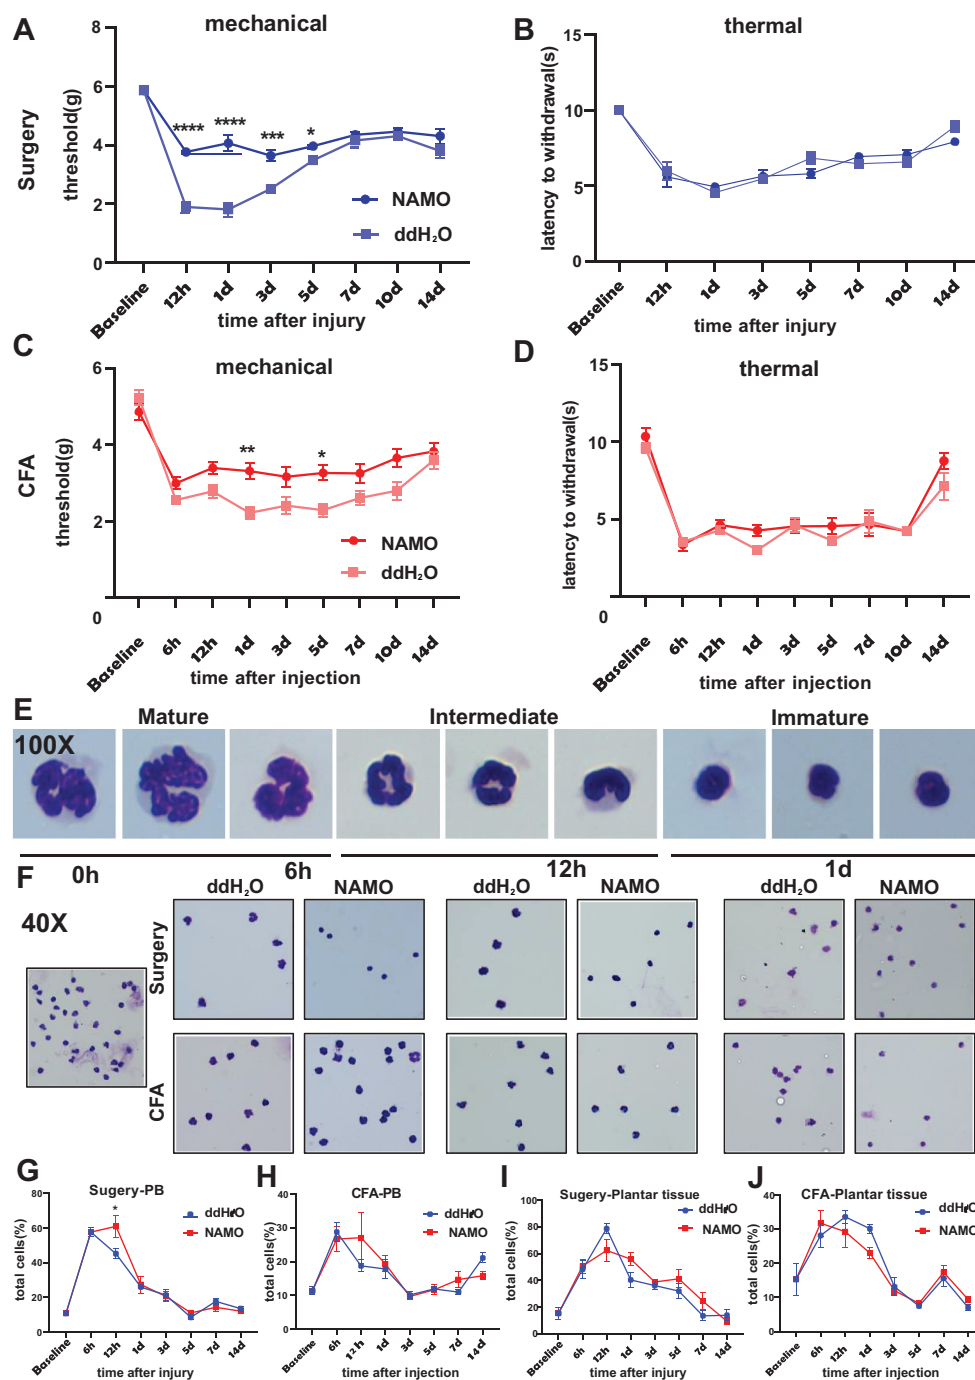 A
mechanical
Surgery
threshold(g)
8
6
4
2
0
****
****
***
*
NAMO
ddH₂O
Baseline
12h
1d
3d
5d
7d
10d
14d
time after injury
B
thermal
latency to withdrawal(s)
15
10
5
0
Baseline
12h
1d
3d
5d
7d
10d
14d
time after injury
C
mechanical
CFA
threshold(g)
6
4
2
0
**
*
NAMO
ddH₂O
Baseline
6h
12h
1d
3d
5d
7d
10d
14d
time after injection
D
thermal
latency to withdrawal(s)
15
10
5
0
Baseline
6h
12h
1d
3d
5d
7d
10d
14d
time after injection
E
Mature
Intermediate
Immature
100X
F
0h
6h
12h
1d
40X
ddH₂O
NAMO
ddH₂O
NAMO
ddH₂O
NAMO
Surgery
CFA
G
Sugery-PB
total cells(%)
80
60
40
20
0
*
NAMO
Baseline
6h
12h
1d
3d
5d
7d
14d
time after injury
H
CFA-PB
total cells(%)
40
30
20
10
0
Baseline
6h
1d
3d
5d
7d
14d
time after injection
I
Sugery-Plantar tissue
total cells(%)
100
80
60
40
20
0
NAMO
Baseline
6h
12h
1d
3d
5d
7d
14d
time after injury
J
CFA-Plantar tissue
total cells(%)
40
30
20
10
0
NAMO
Baseline
6h
12h
1d
3d
5d
7d
14d
time after injection